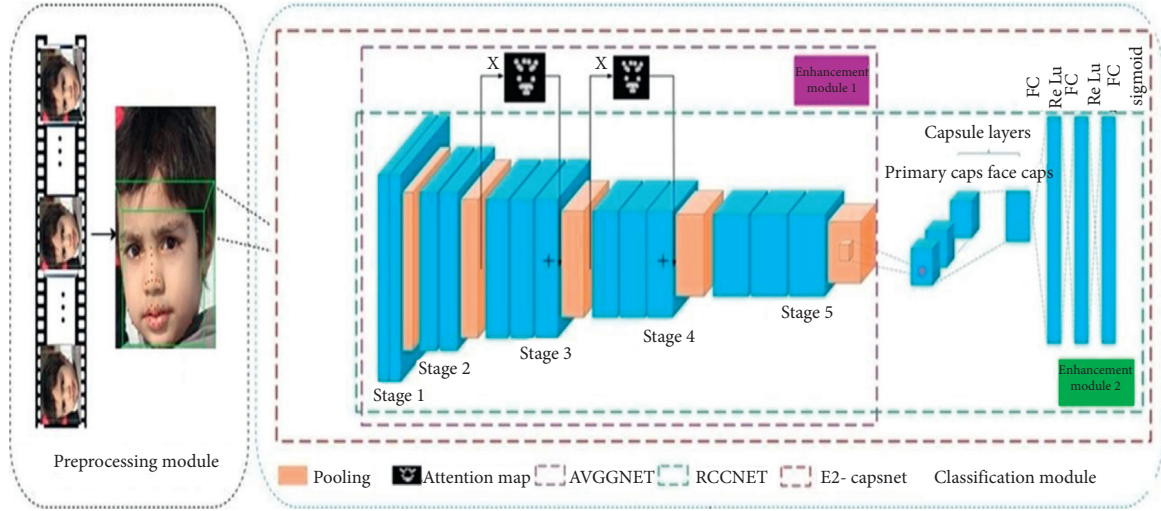 X
X
Enhancement
module 1
FC
Re Lu
FC
Re Lu
FC
sigmoid
Capsule layers
Primary caps face caps
+
+
Stage 5
Stage 4
Stage 3
Stage 2
Stage 1
Enhancement
module 2
Preprocessing module
Pooling
Attention map
AVGGNET
RCCNET
E2- capsnet
Classification module